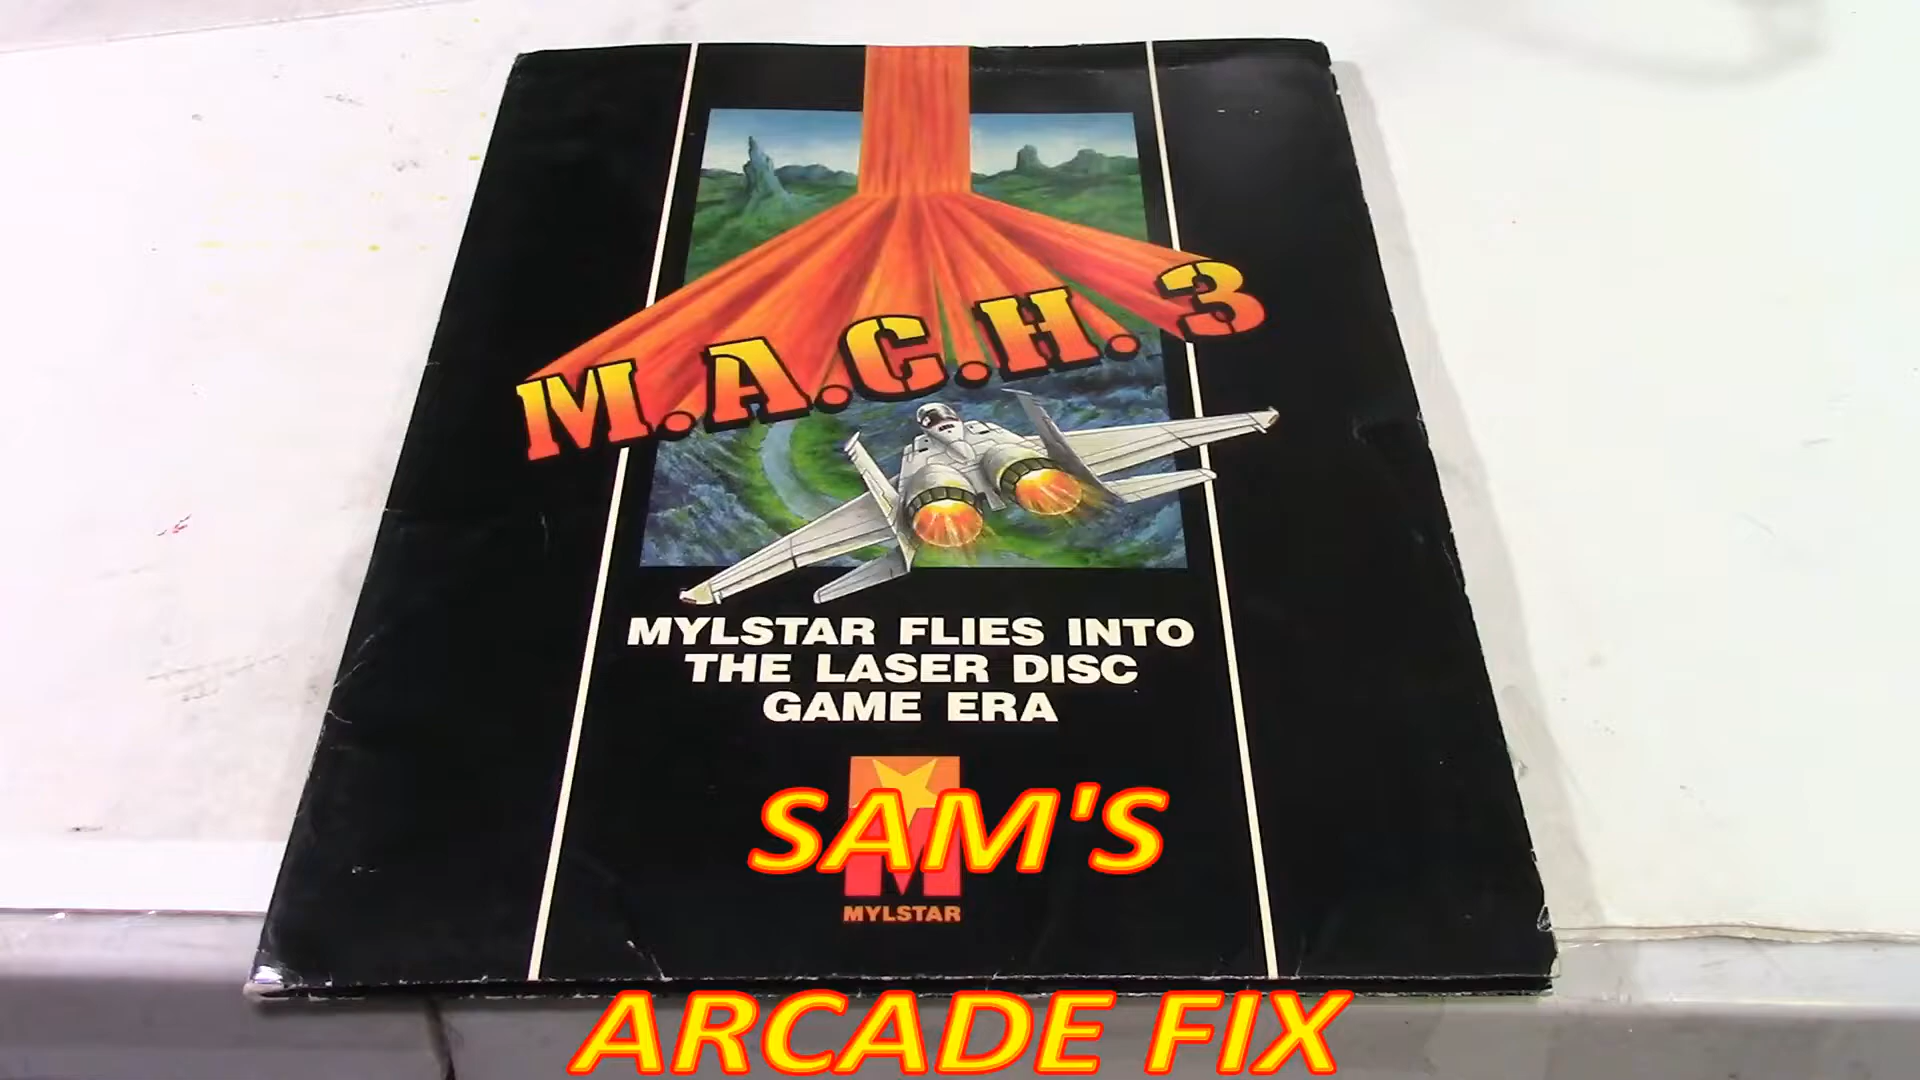 M.A.C.H. 3
MYLSTAR FLIES INTO
THE LASER DISC
GAME ERA
SAM'S
MYLSTAR
ARCADE FIX